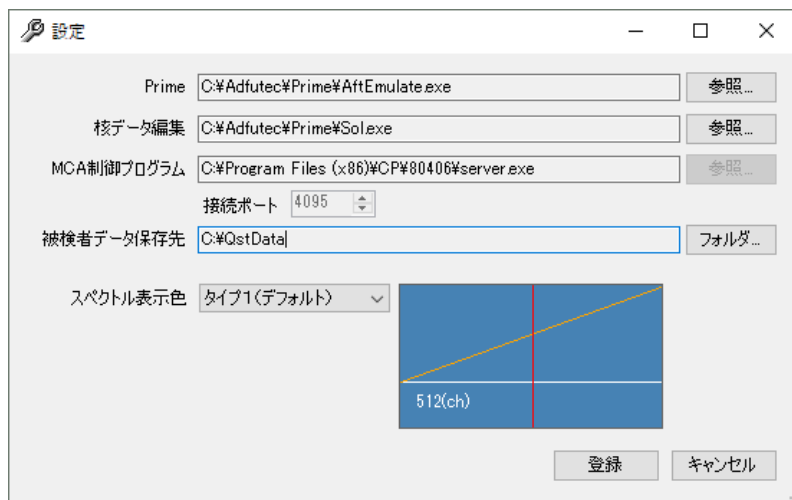 設定
Prime C:¥Adfutec¥Prime¥AftEmulate.exe 参照...
核データ編集 C:¥Adfutec¥Prime¥Sol.exe 参照...
MCA制御プログラム C:¥Program Files (x86)¥CP¥80406¥server.exe 参照...
接続ポート 4095
被検者データ保存先 C:¥QstData フォルダ...
スペクトル表示色 タイプ1(デフォルト)
512(ch)
登録 キャンセル